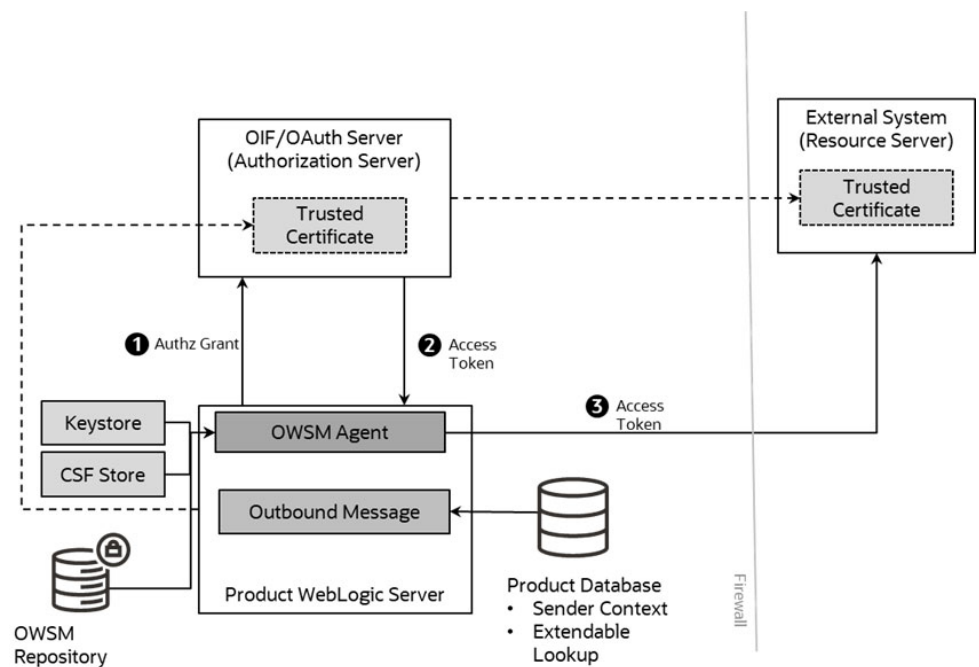 OIF/OAuth Server
(Authorization Server)
Trusted
Certificate
External System
(Resource Server)
Trusted
Certificate
1 Authz Grant
2 Access
Token
3 Access
Token
Keystore
CSF Store
OWSM Agent
Outbound Message
Product WebLogic Server
OWSM
Repository
Product Database
• Sender Context
• Extendable
Lookup
Firewall